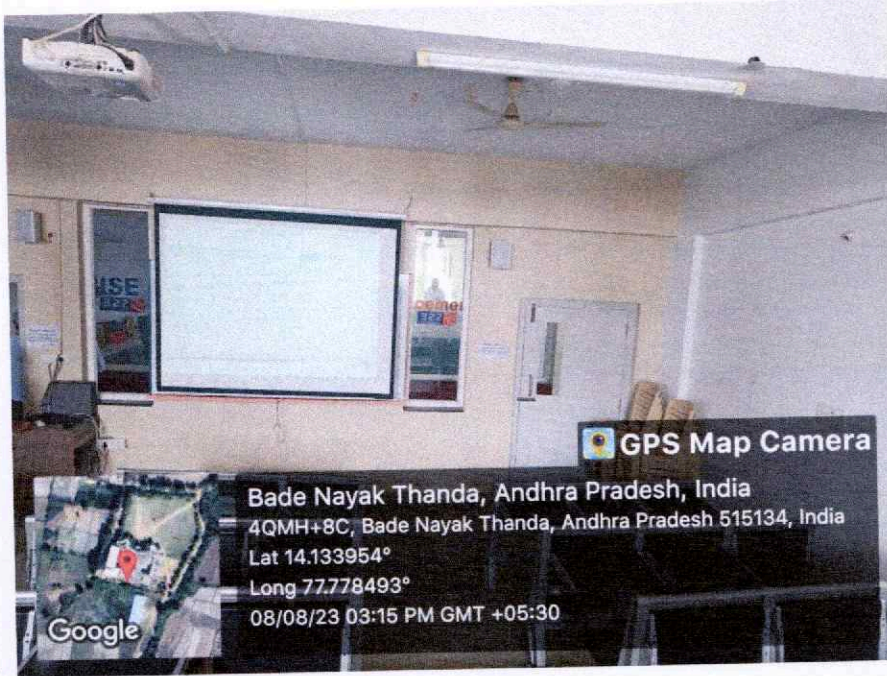 GPS Map Camera
Bade Nayak Thanda, Andhra Pradesh, India
4QMH+8C, Bade Nayak Thanda, Andhra Pradesh 515134, India
Lat 14.133954°
Long 77.778493°
08/08/23 03:15 PM GMT +05:30
Google